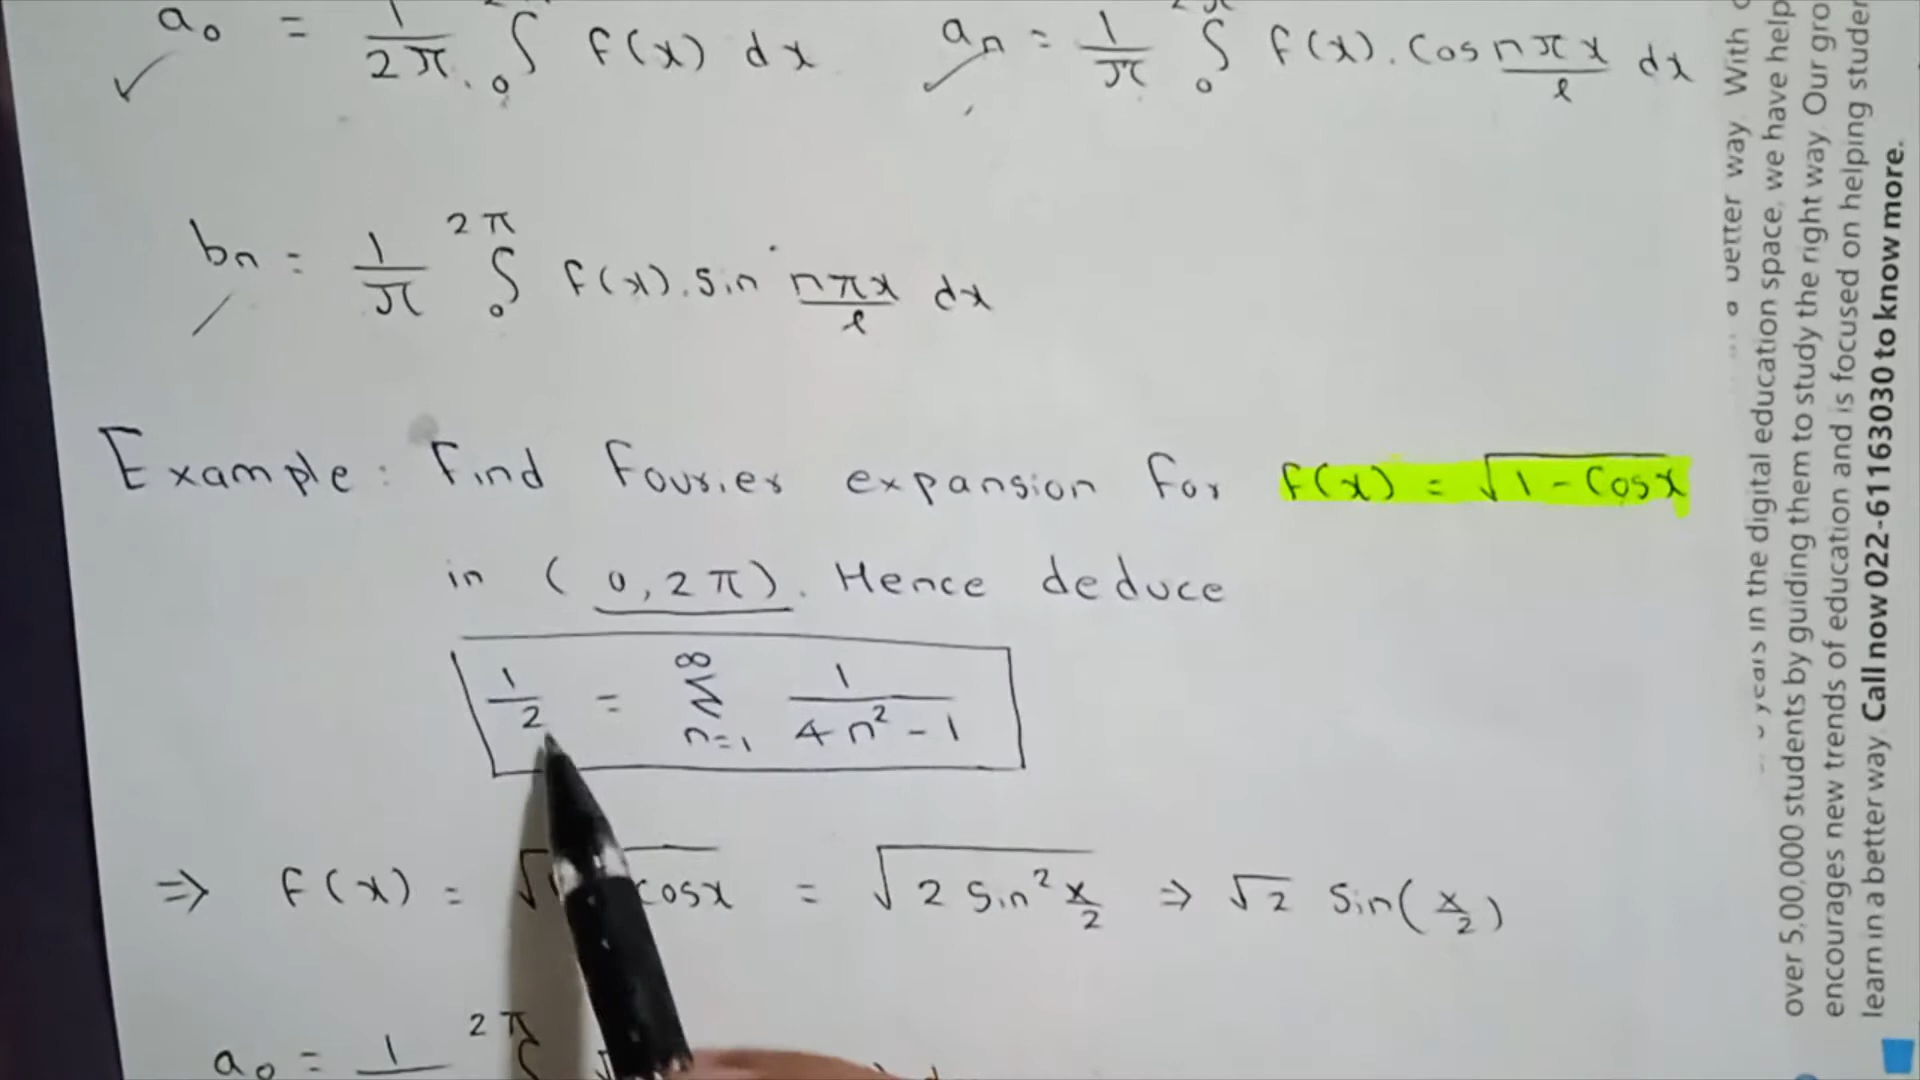 a₀ = 1/2π ∫₀ f(x) dx aₙ = 1/π ∫₀ f(x). Cos nπx/l dx
bₙ = 1/π ∫₀^2π f(x). Sin nπx/l dx
Example: Find Fourier expansion for f(x) = √1 - Cosx
in (0, 2π). Hence deduce
1/2 = ∑ₙ₌₁^∞ 1/4n² - 1
⇒ f(x) = √ cosx = √2 Sin² x/2 ⇒ √2 Sin(x/2)
a₀ = 1 2π ∫
better way. With
years in the digital education space, we have help
over 5,00,000 students by guiding them to study the right way. Our gro
encourages new trends of education and is focused on helping studen
learn in a better way. Call now 022-61163030 to know more.